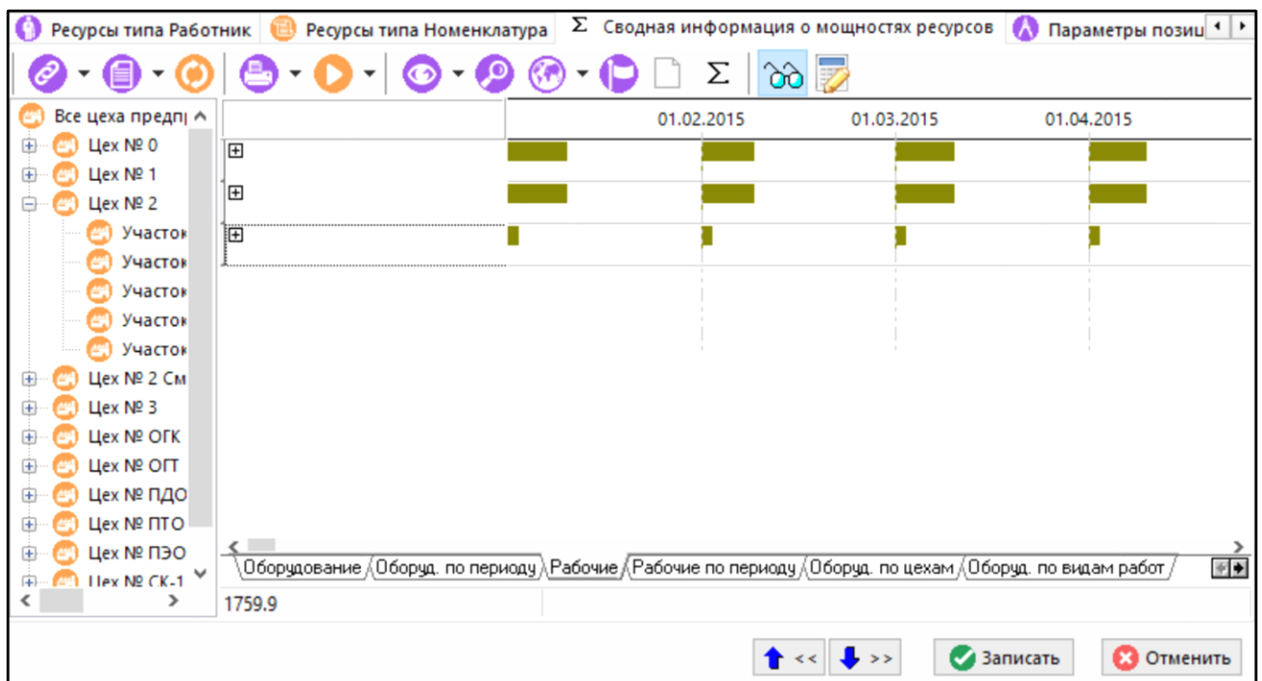 Ресурсы типа Работник Ресурсы типа Номенклатура Σ Сводная информация о мощностях ресурсов Параметры позиц
Σ
Все цеха предпр
01.02.2015 01.03.2015 01.04.2015
Цех № 0
Цех № 1
Цех № 2
Участок
Участок
Участок
Участок
Участок
Цех № 2 См
Цех № 3
Цех № ОГК
Цех № ОГТ
Цех № ПДО
Цех № ПТО
Цех № ПЭО
Цех № СК-1
Оборудование Оборуд. по периоду Рабочие Рабочие по периоду Оборуд. по цехам Оборуд. по видам работ
1759.9
<< >> Записать Отменить